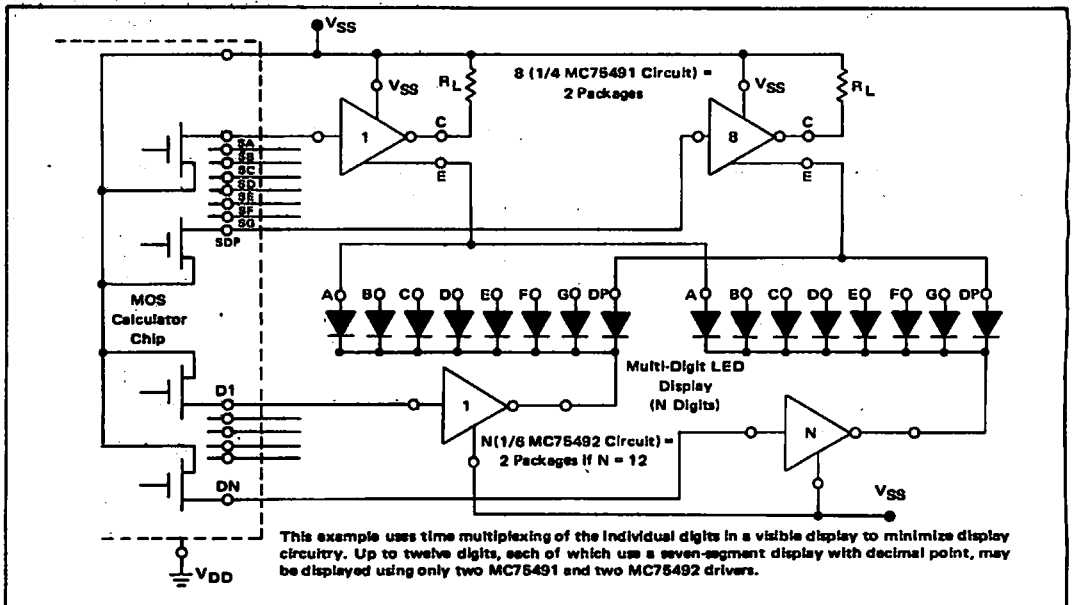 VSS
VSS
RL
8 (1/4 MC75491 Circuit) =
2 Packages
VSS
RL
1
C
E
8
C
E
SA
SB
SC
SD
SE
SF
SG
SDP
MOS
Calculator
Chip
A B C D E F G DP
A B C D E F G DP
Multi-Digit LED
Display
(N Digits)
D1
1
N
N(1/6 MC75492 Circuit) =
2 Packages if N = 12
DN
VSS
VDD
This example uses time multiplexing of the individual digits in a visible display to minimize display
circuitry. Up to twelve digits, each of which use a seven-segment display with decimal point, may
be displayed using only two MC75491 and two MC75492 drivers.